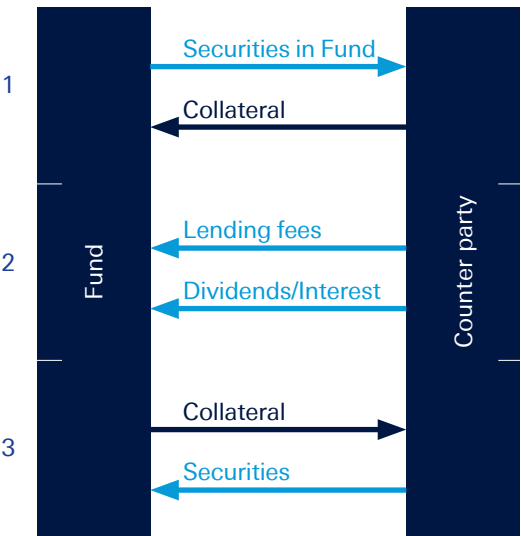 1
Securities in Fund
Collateral
2
Fund
Lending fees
Dividends/Interest
Counter party
3
Collateral
Securities